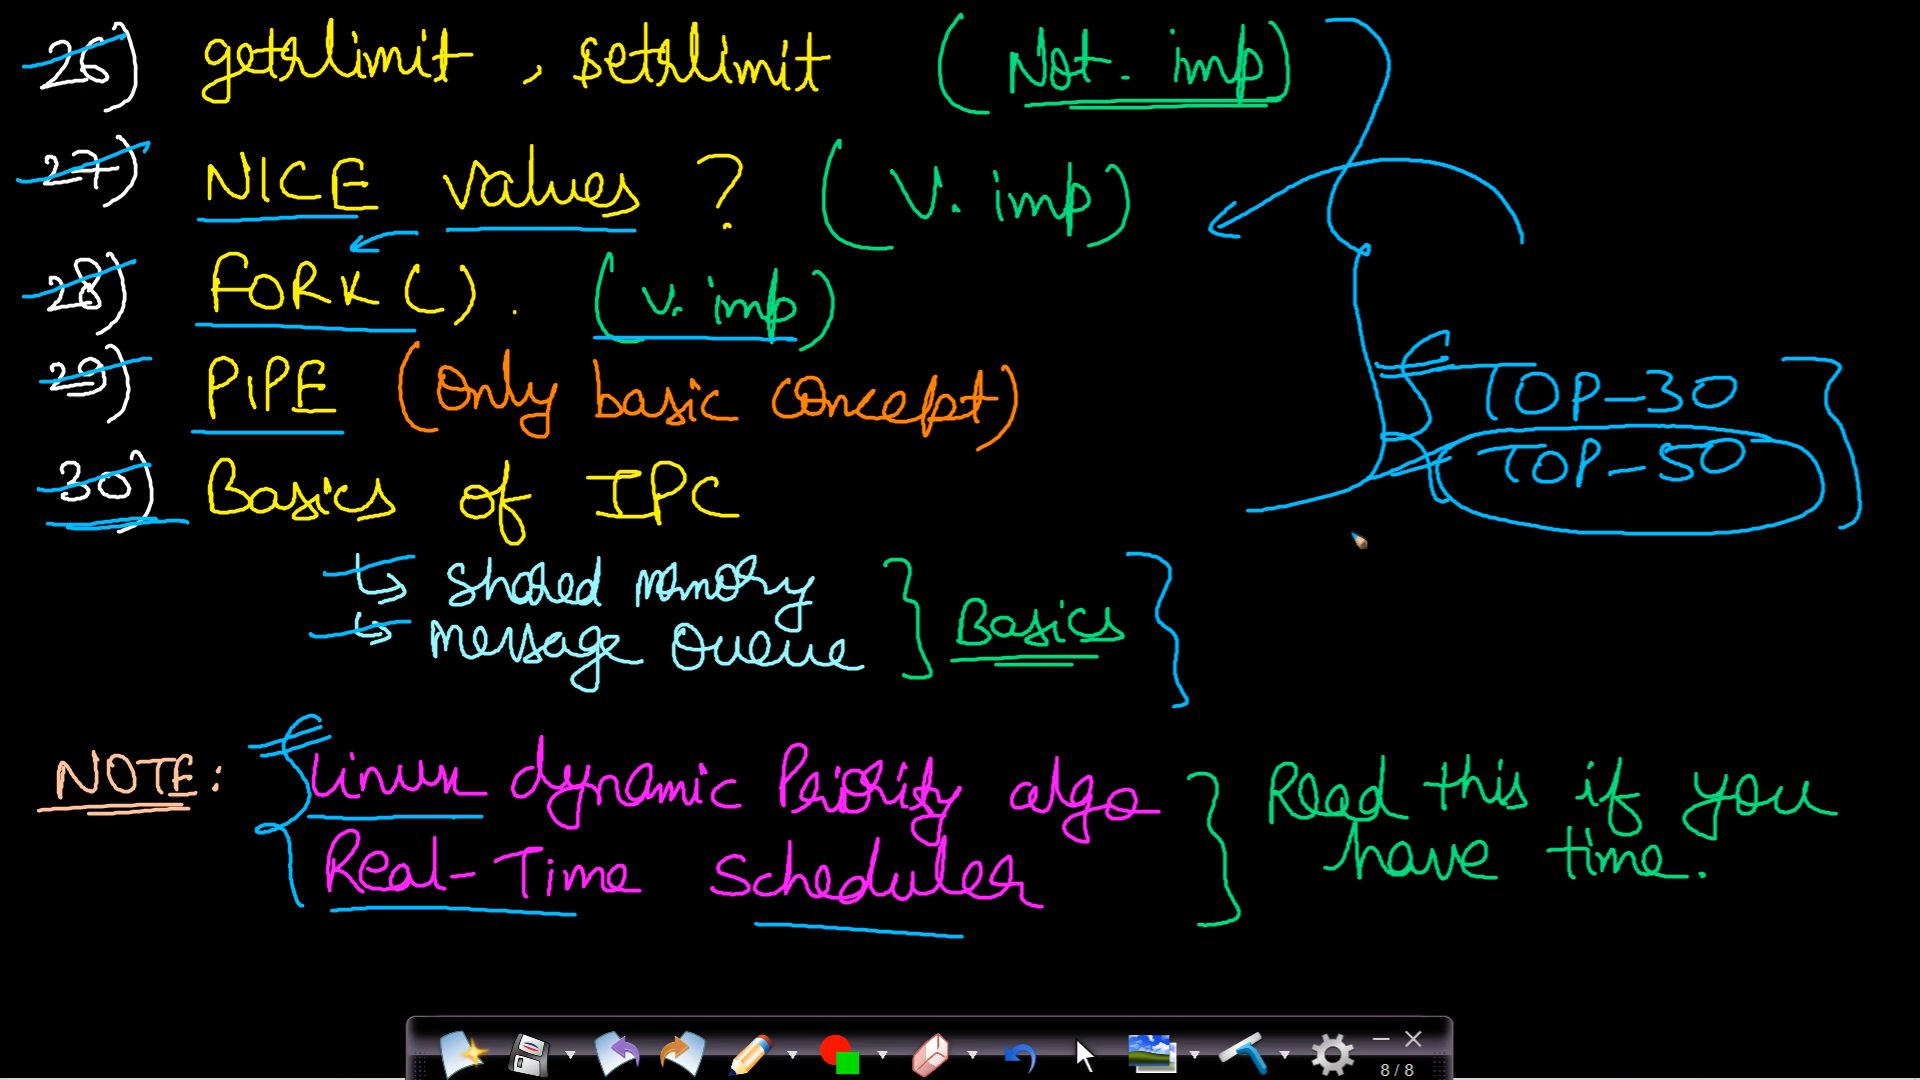 26) getrlimit, setrlimit (Not. imp)
27) NICE values ? (V. imp)
28) FORK(). (V. imp)
29) PIPE (Only basic concept)
TOP-30
TOP-50
30) Basics of IPC
↳ Shared memory
↳ Message Queue } Basics
NOTE: Linux dynamic Priority algo
Real-Time Scheduler
Read this if you
have time.
8/8